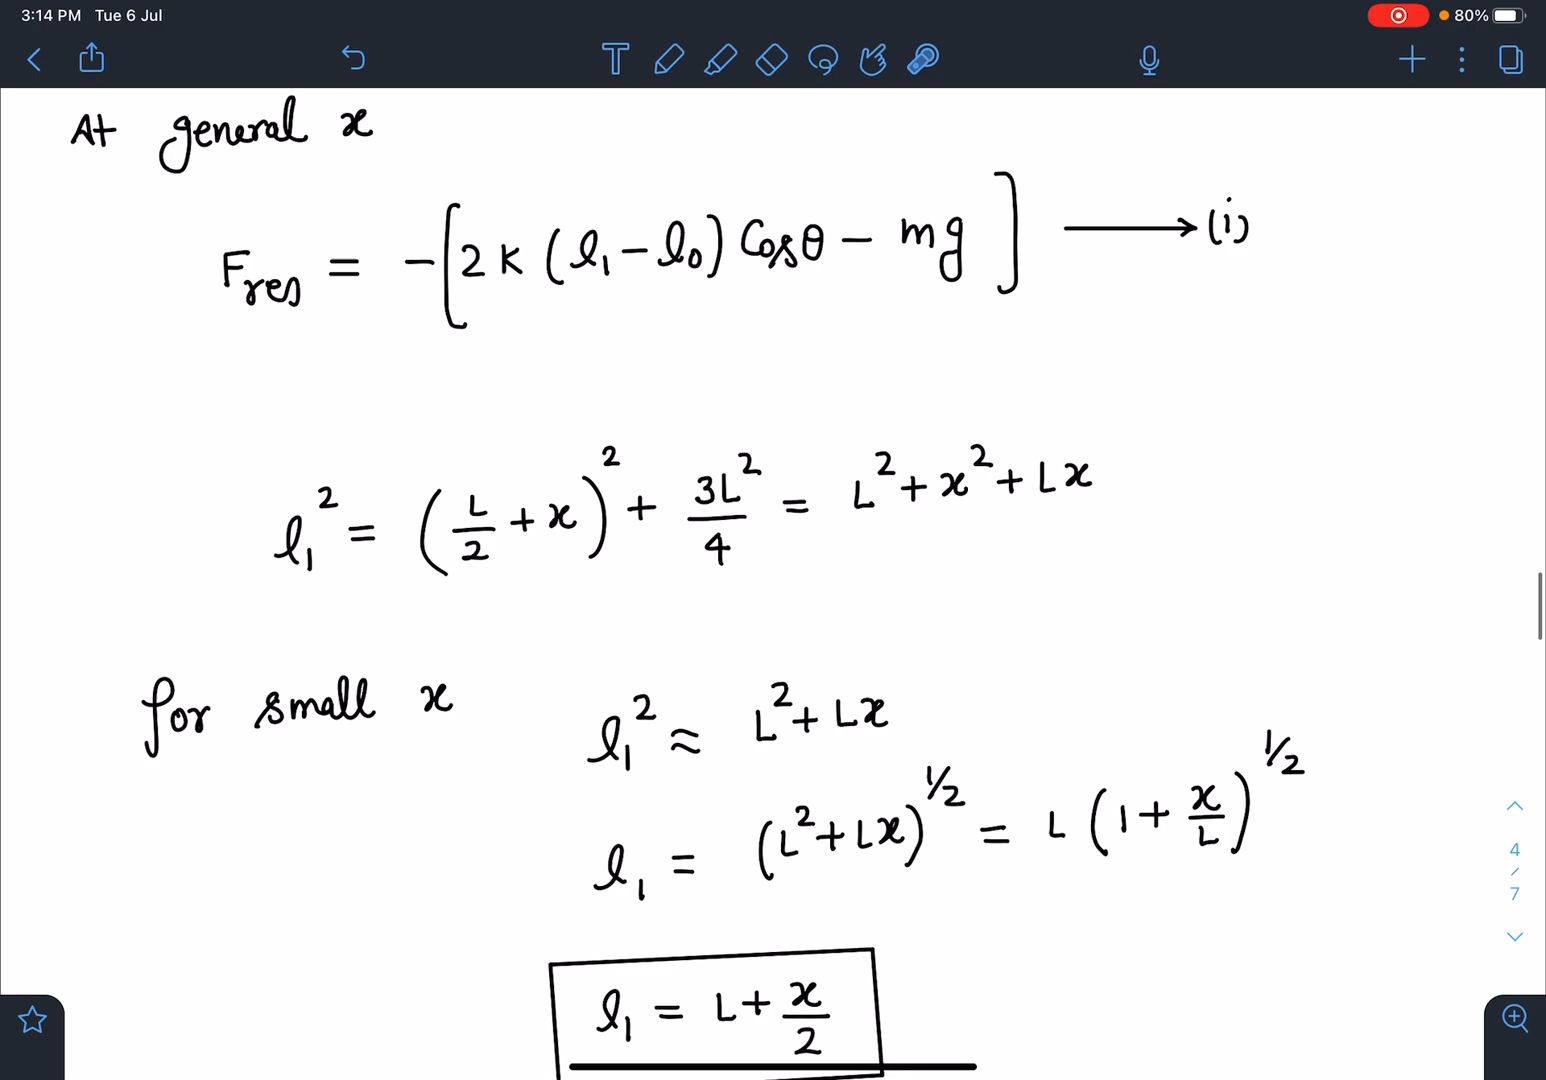 3:14 PM Tue 6 Jul
80%
T
At general x
F_res = -[2K(l₁-l₀)Cosθ - mg] ⟶ (i)
l₁² = (L/2 + x)² + 3L²/4 = L² + x² + Lx
for small x l₁² ≈ L² + Lx
l₁ = (L² + Lx)^1/2 = L(1 + x/L)^1/2
4
/
7
l₁ = L + x/2